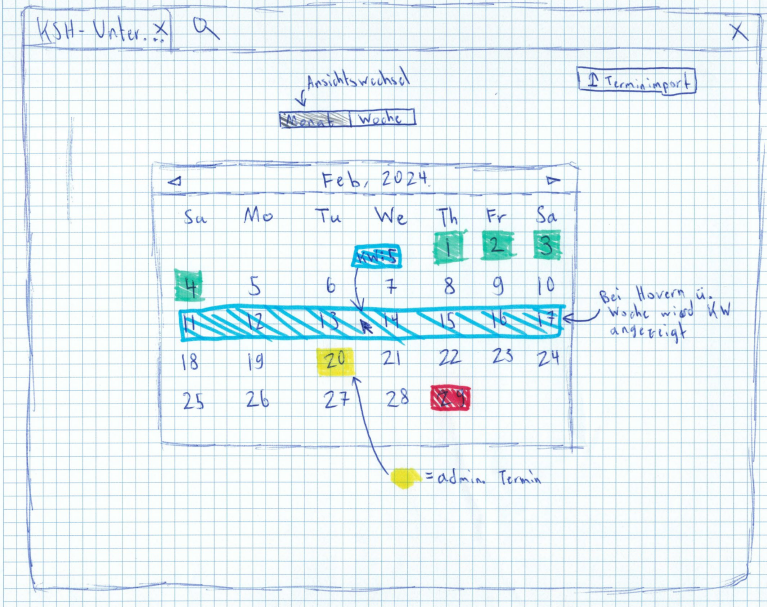 KSH-Unter... x
x
Ansichtswechsel
↥ Terminimport
Monat | Woche
Feb, 2024
Su Mo Tu We Th Fr Sa
1 2 3
KW:5
4 5 6 7 8 9 10
Bei Hovern ü.
Woche wird KW
angezeigt
11 12 13 14 15 16 17
18 19 20 21 22 23 24
25 26 27 28 29
= admin. Termin